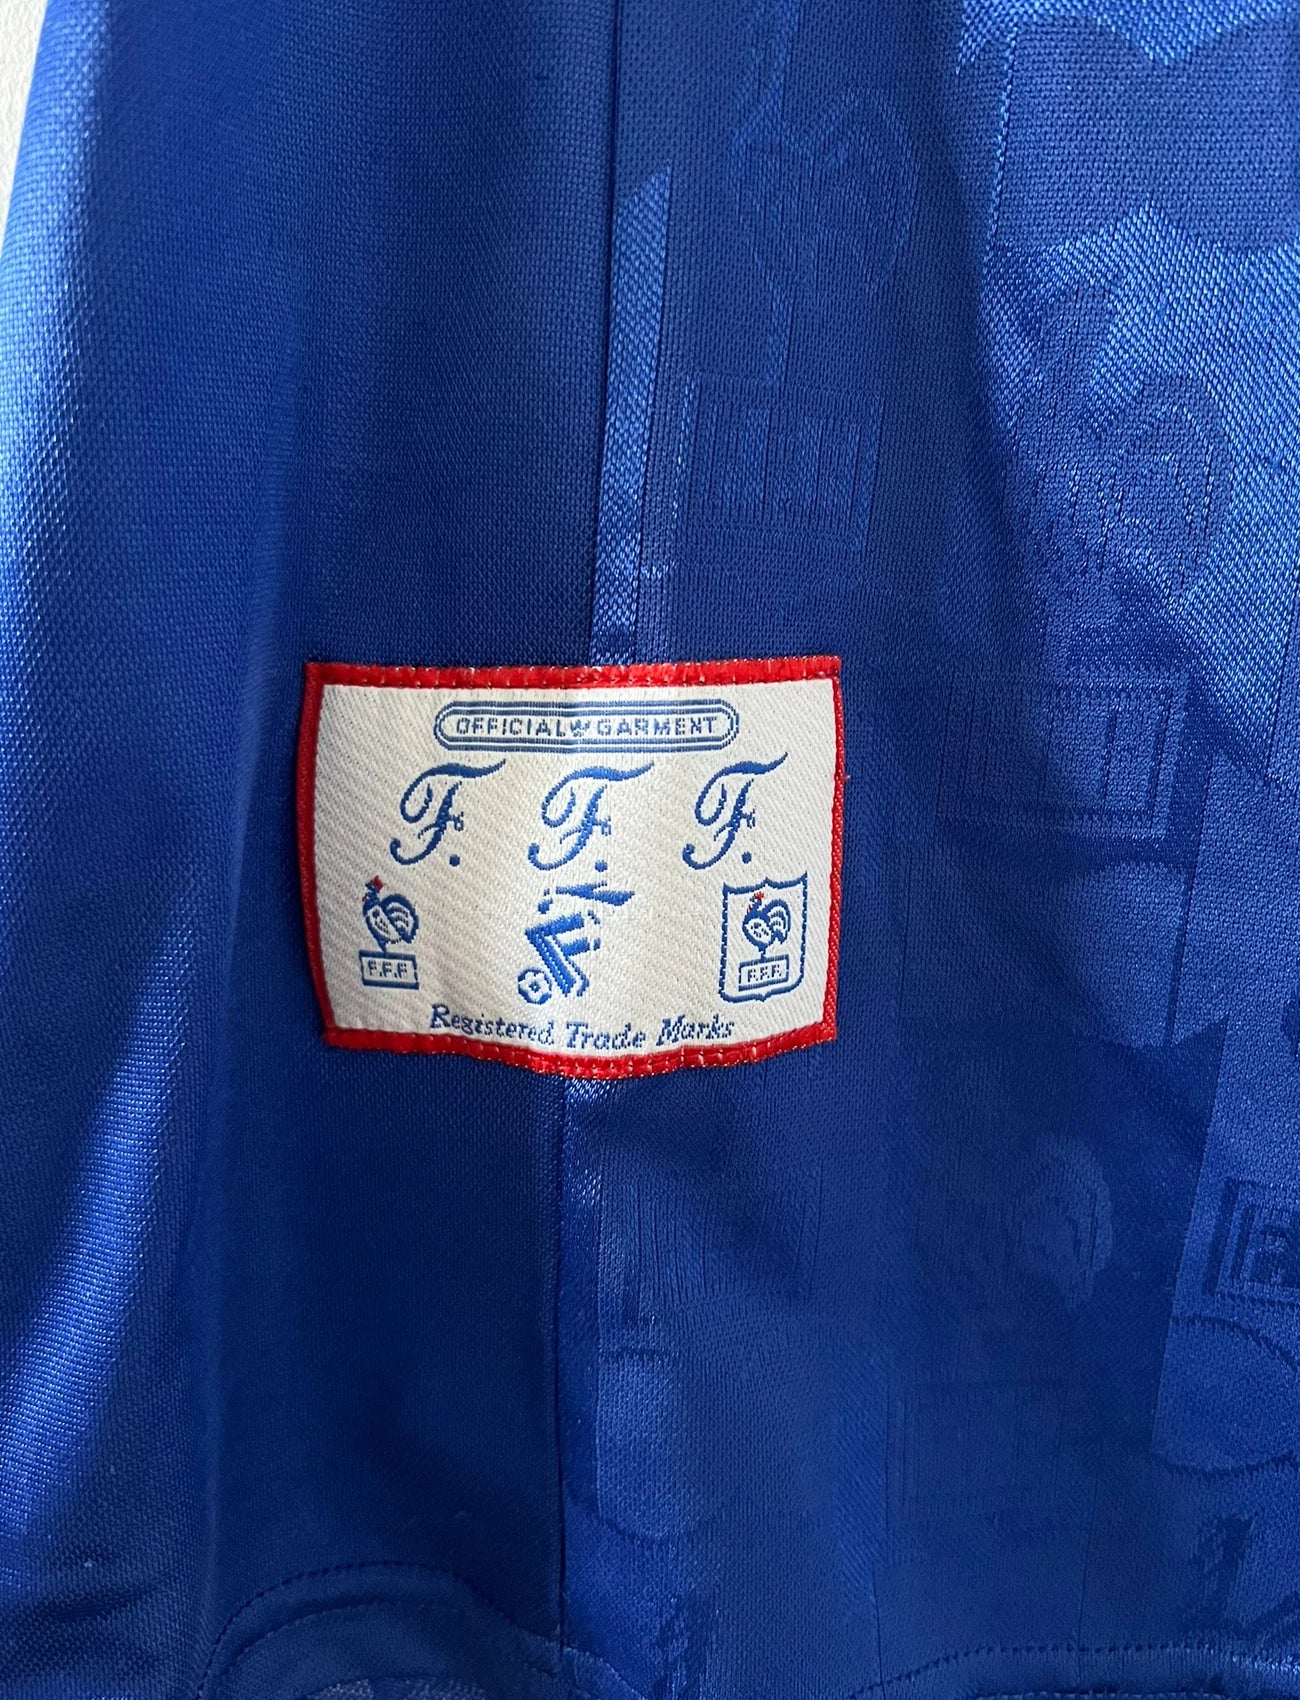 OFFICIAL GARMENT
F. F. F.
F.F.F
F.F.F.
Registered Trade Marks